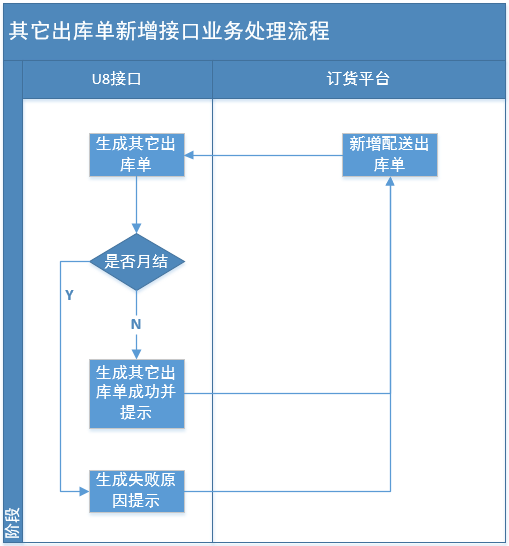 其它出库单新增接口业务处理流程
U8接口
订货平台
生成其它出
库单
新增配送出
库单
是否月结
Y
N
生成其它出
库单成功并
提示
生成失败原
因提示
阶段